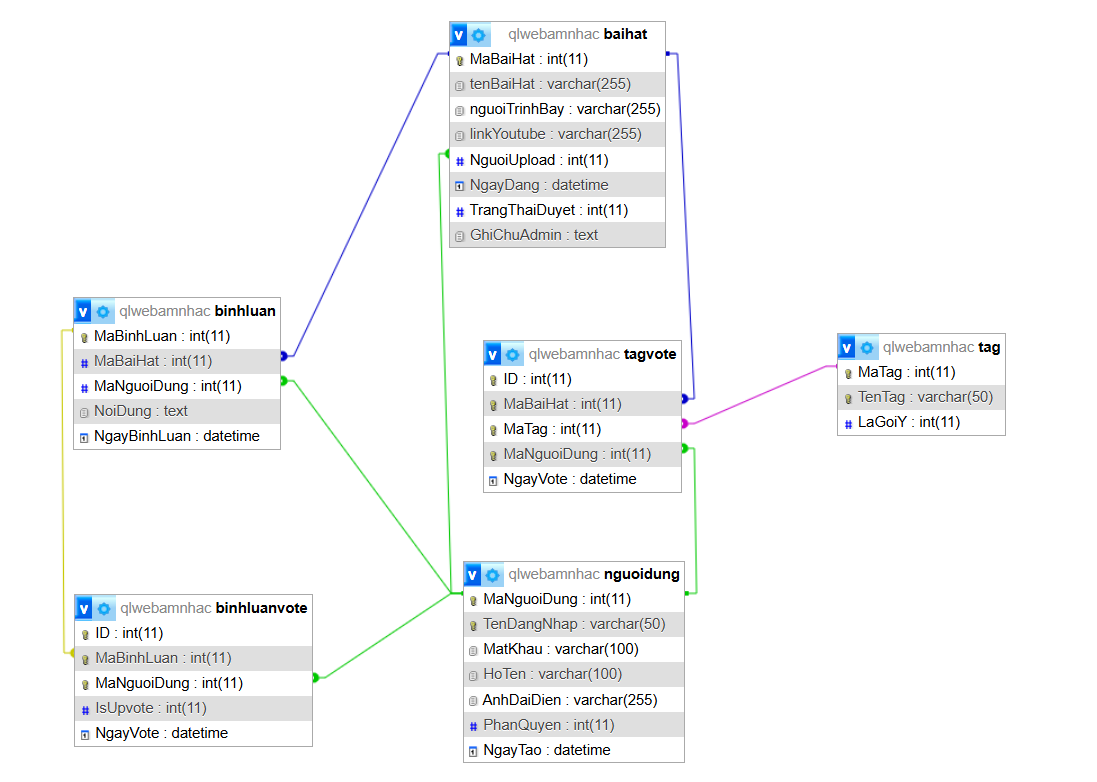 qlwebamnhac baihat
MaBaiHat : int(11)
tenBaiHat : varchar(255)
nguoiTrinhBay : varchar(255)
linkYoutube : varchar(255)
NguoiUpload : int(11)
NgayDang : datetime
TrangThaiDuyet : int(11)
GhiChuAdmin : text
qlwebamnhac binhluan
MaBinhLuan : int(11)
MaBaiHat : int(11)
MaNguoiDung : int(11)
NoiDung : text
NgayBinhLuan : datetime
qlwebamnhac tagvote
ID : int(11)
MaBaiHat : int(11)
MaTag : int(11)
MaNguoiDung : int(11)
NgayVote : datetime
qlwebamnhac tag
MaTag : int(11)
TenTag : varchar(50)
LaGoiY : int(11)
qlwebamnhac binhluanvote
ID : int(11)
MaBinhLuan : int(11)
MaNguoiDung : int(11)
IsUpvote : int(11)
NgayVote : datetime
qlwebamnhac nguoidung
MaNguoiDung : int(11)
TenDangNhap : varchar(50)
MatKhau : varchar(100)
HoTen : varchar(100)
AnhDaiDien : varchar(255)
PhanQuyen : int(11)
NgayTao : datetime